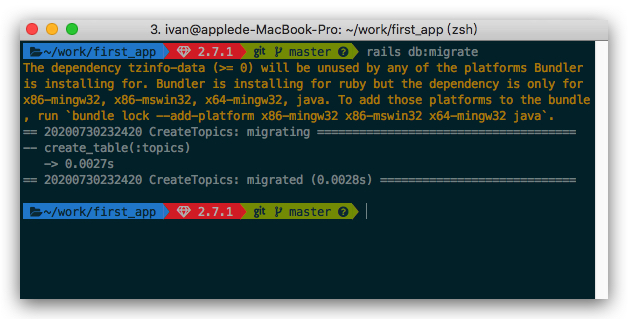 3. ivan@applede-MacBook-Pro: ~/work/first_app (zsh)
~/work/first_app 2.7.1 git master ? rails db:migrate
The dependency tzinfo-data (>= 0) will be unused by any of the platforms Bundler
is installing for. Bundler is installing for ruby but the dependency is only for
x86-mingw32, x86-mswin32, x64-mingw32, java. To add those platforms to the bundle
, run `bundle lock --add-platform x86-mingw32 x86-mswin32 x64-mingw32 java`.
== 20200730232420 CreateTopics: migrating =====================================
-- create_table(:topics)
   -> 0.0027s
== 20200730232420 CreateTopics: migrated (0.0028s) ============================
~/work/first_app 2.7.1 git master ?